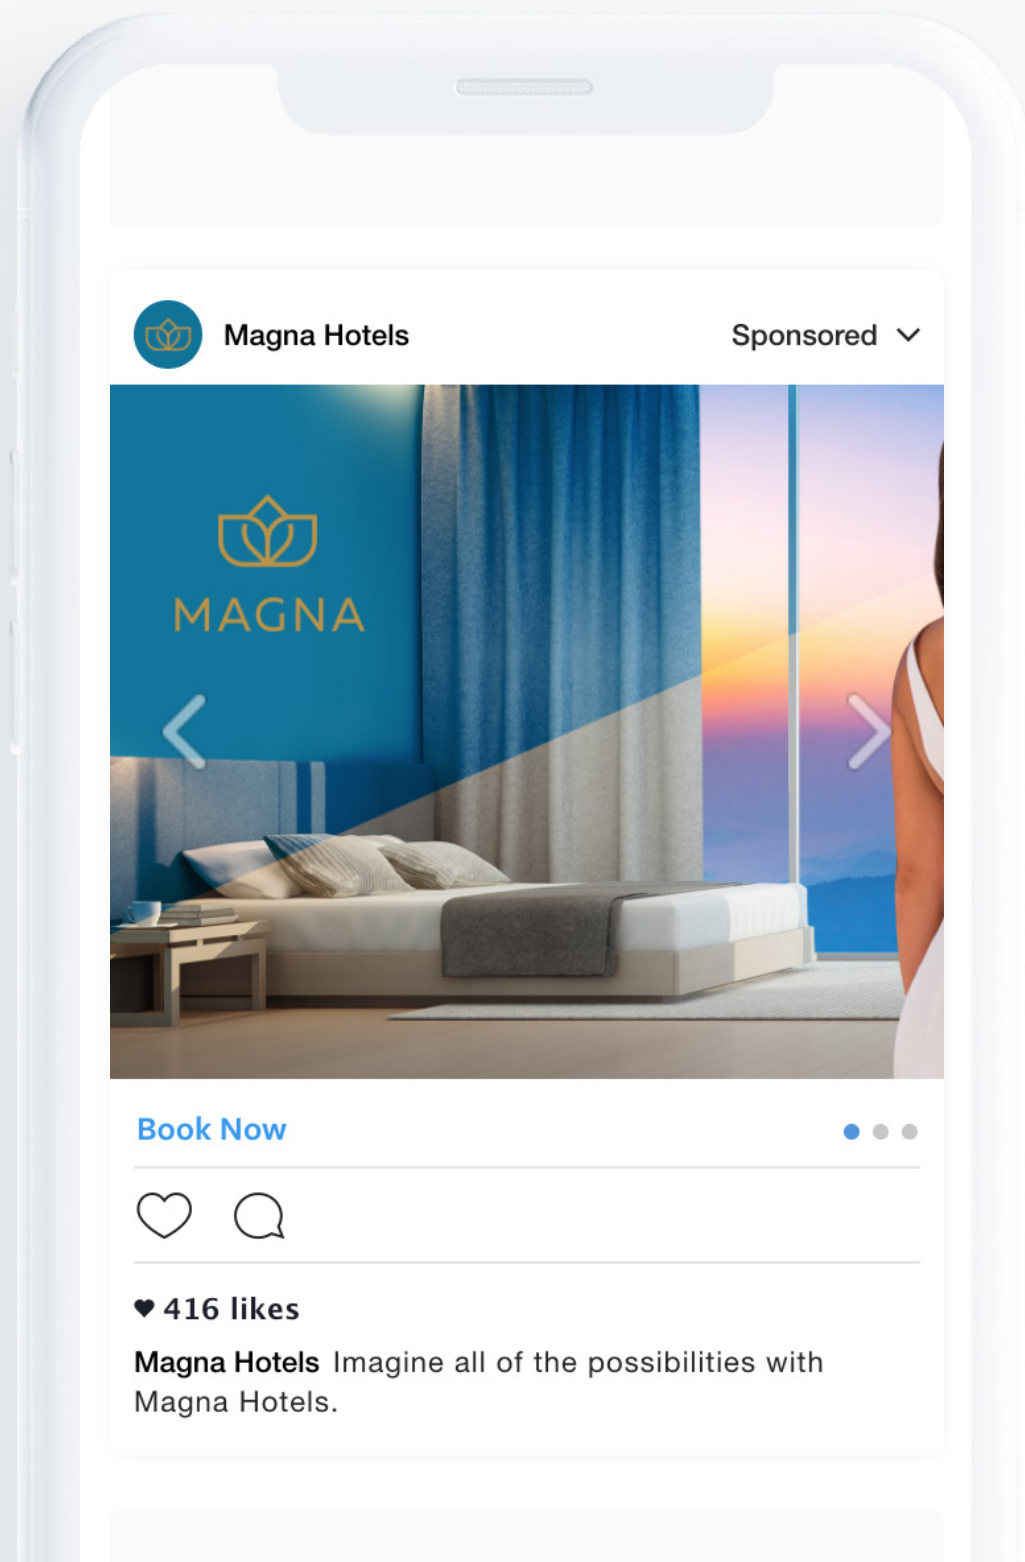 Magna Hotels
Sponsored
MAGNA
Book Now
416 likes
Magna Hotels Imagine all of the possibilities with
Magna Hotels.